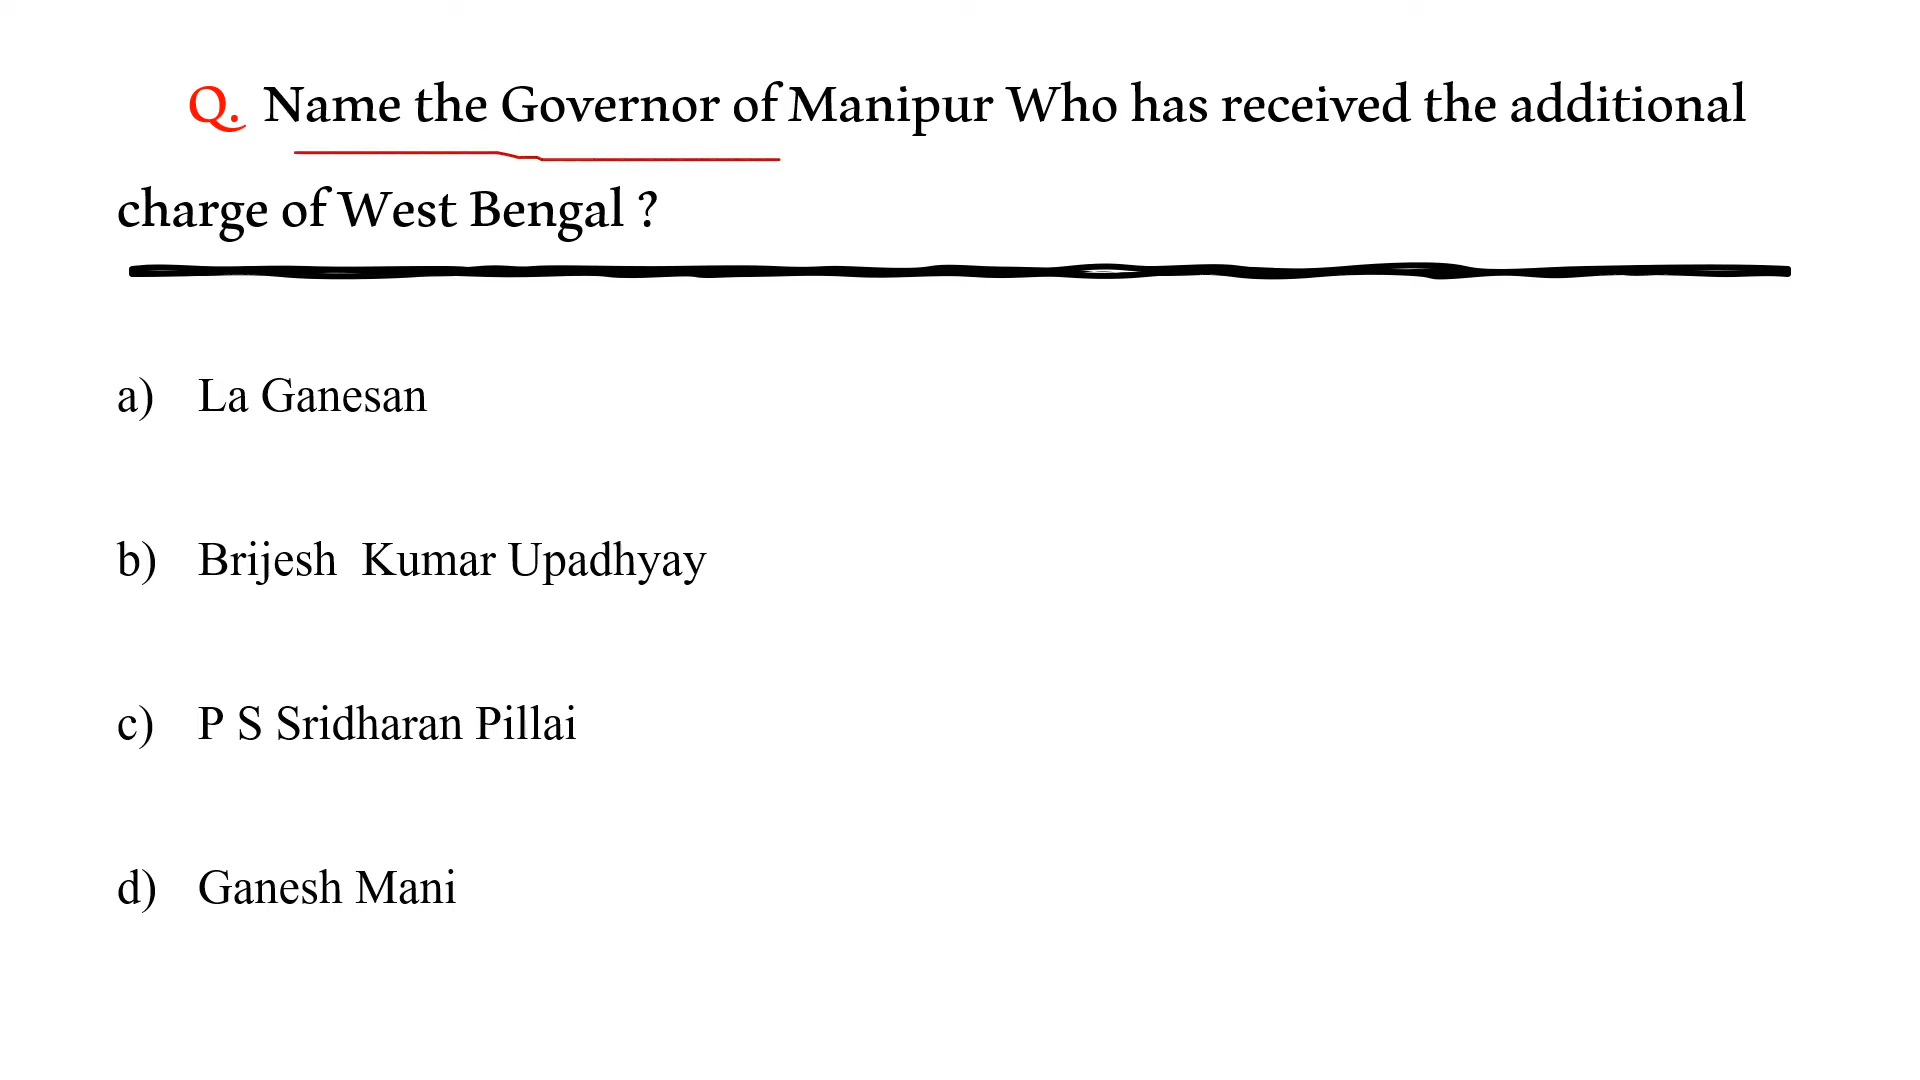 Q. Name the Governor of Manipur Who has received the additional
charge of West Bengal ?
a) La Ganesan
b) Brijesh Kumar Upadhyay
c) P S Sridharan Pillai
d) Ganesh Mani